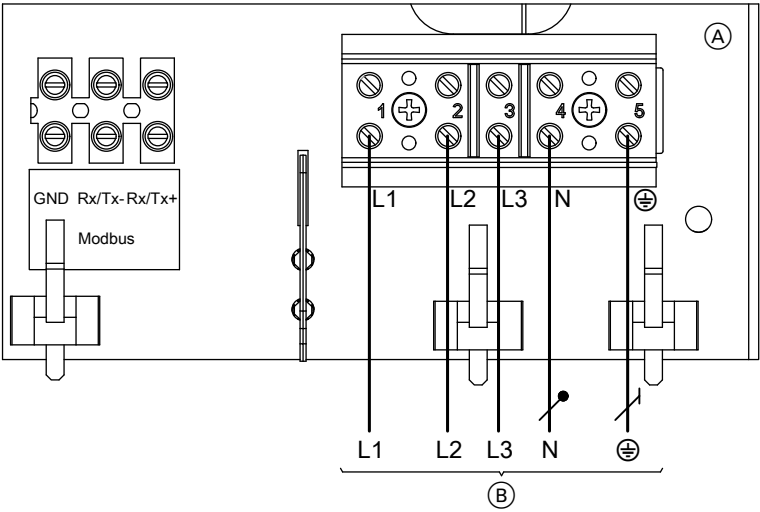 A
1 2 3 4 5
L1 L2 L3 N
GND Rx/Tx- Rx/Tx+
Modbus
L1 L2 L3 N
B